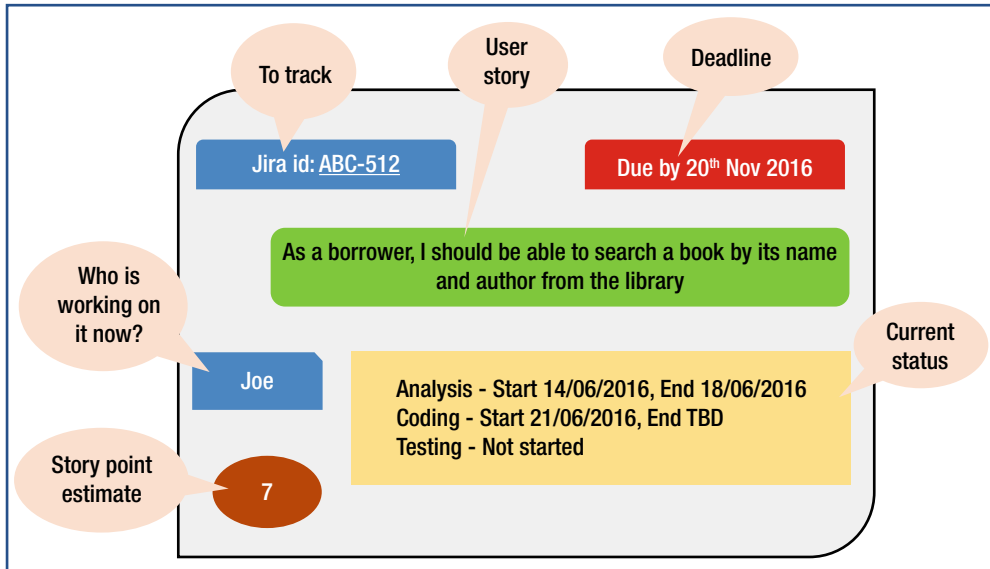 To track
User
story
Deadline
Jira id: ABC-512
Due by 20th Nov 2016
As a borrower, I should be able to search a book by its name
and author from the library
Who is
working on
it now?
Joe
Current
status
Analysis - Start 14/06/2016, End 18/06/2016
Coding - Start 21/06/2016, End TBD
Testing - Not started
Story point
estimate
7